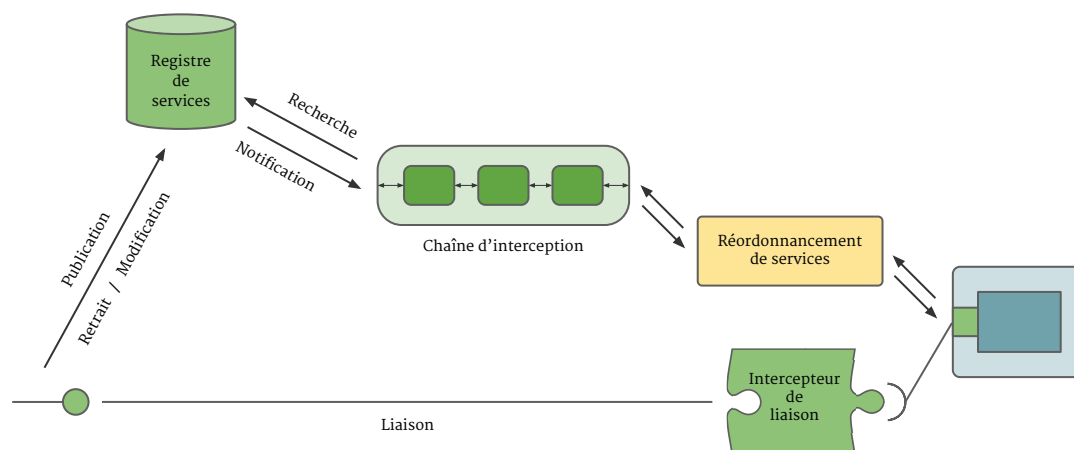 Registre
de
services
Recherche
Notification
Publication
Retrait / Modification
Chaîne d’interception
Réordonnancement
de services
Intercepteur
de
liaison
Liaison